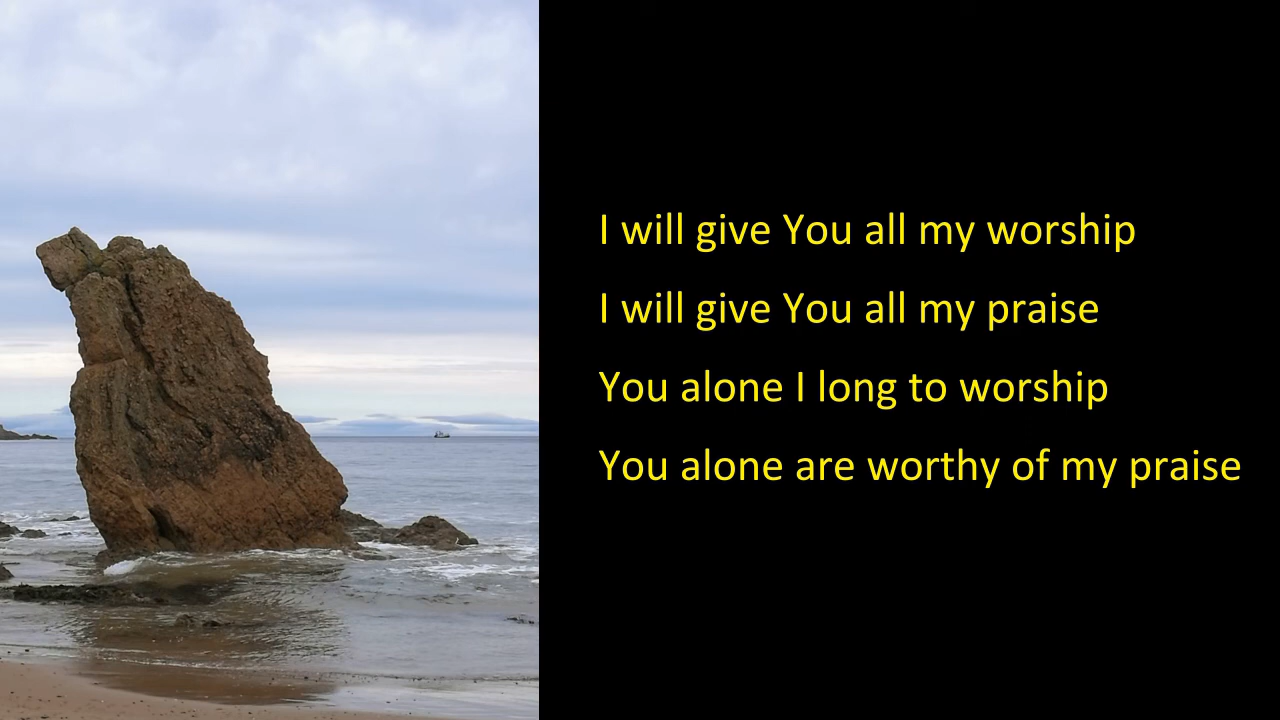 I will give You all my worship
I will give You all my praise
You alone I long to worship
You alone are worthy of my praise